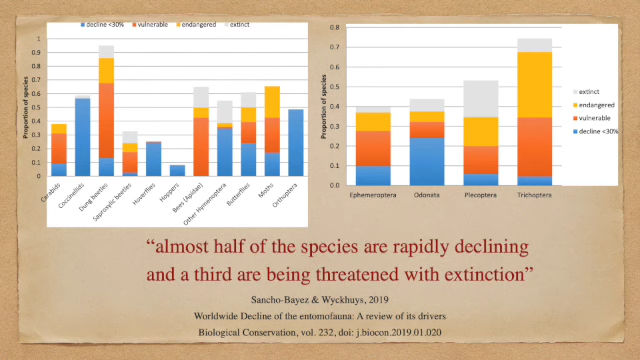 decline <30%
vulnerable
endangered
extinct
Proportion of species
1
0.9
0.8
0.7
0.6
0.5
0.4
0.3
0.2
0.1
0
Carabids
Coccinellids
Dung beetles
Saproxylic beetles
Hoverflies
Hoppers
Bees (Apidae)
Other Hymenoptera
Butterflies
Moths
Orthoptera
Proportion of species
0.8
0.7
0.6
0.5
0.4
0.3
0.2
0.1
0.0
Ephemeroptera
Odonata
Plecoptera
Trichoptera
extinct
endangered
vulnerable
decline <30%
“almost half of the species are rapidly declining
and a third are being threatened with extinction”
Sancho-Bayez & Wyckhuys, 2019
Worldwide Decline of the entomofauna: A review of its drivers
Biological Conservation, vol. 232, doi: j.biocon.2019.01.020